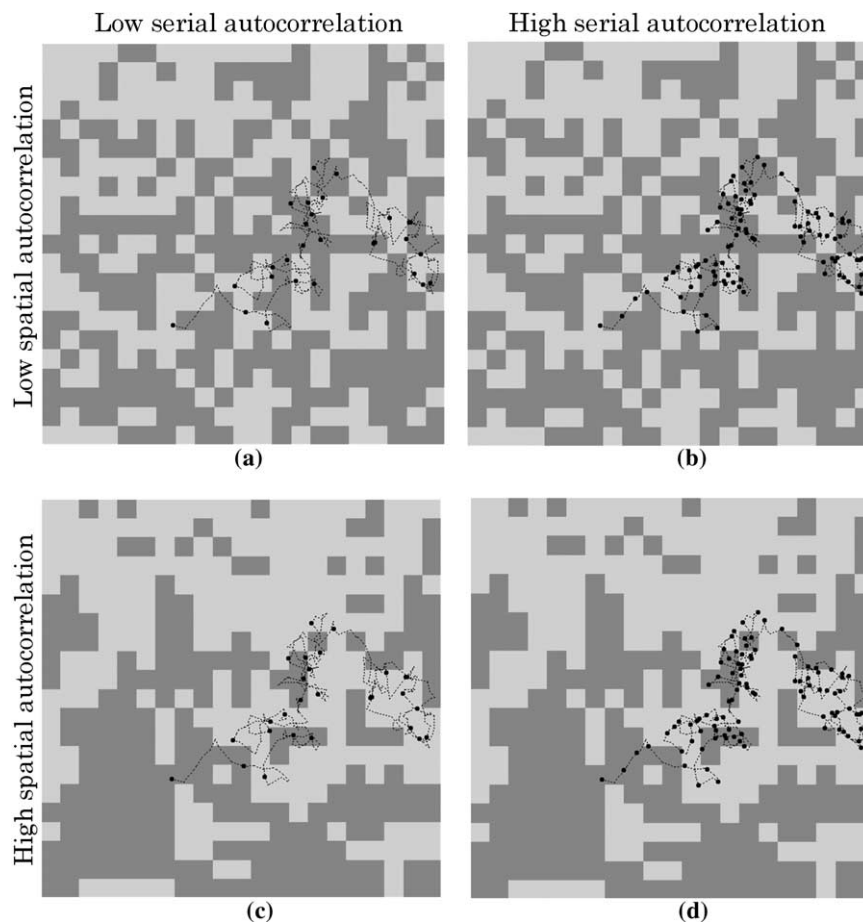 Low serial autocorrelation
High serial autocorrelation
Low spatial autocorrelation
(a)
(b)
High spatial autocorrelation
(c)
(d)